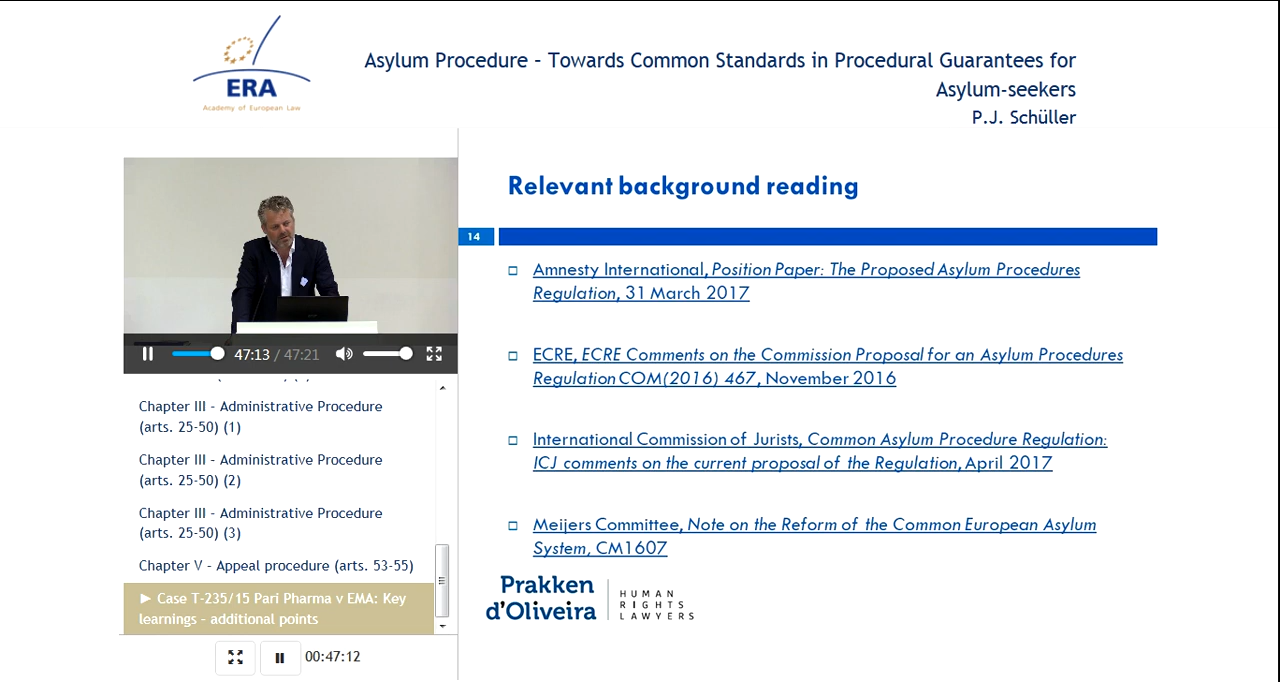 ERA
Academy of European Law
Asylum Procedure - Towards Common Standards in Procedural Guarantees for
Asylum-seekers
P.J. Schüller
47:13 / 47:21
Chapter III - Administrative Procedure
(arts. 25-50) (1)
Chapter III - Administrative Procedure
(arts. 25-50) (2)
Chapter III - Administrative Procedure
(arts. 25-50) (3)
Chapter V - Appeal procedure (arts. 53-55)
► Case T-235/15 Pari Pharma v EMA: Key
learnings - additional points
00:47:12
Relevant background reading
14
Amnesty International, Position Paper: The Proposed Asylum Procedures
Regulation, 31 March 2017
ECRE, ECRE Comments on the Commission Proposal for an Asylum Procedures
Regulation COM(2016) 467, November 2016
International Commission of Jurists, Common Asylum Procedure Regulation:
ICJ comments on the current proposal of the Regulation, April 2017
Meijers Committee, Note on the Reform of the Common European Asylum
System, CM1607
Prakken
d'Oliveira
HUMAN
RIGHTS
LAWYERS